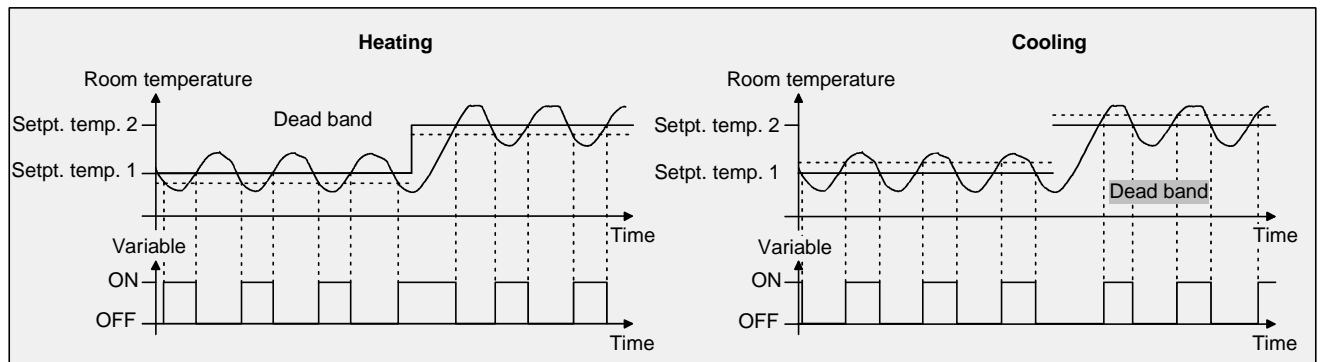 Heating
Room temperature
Dead band
Setpt. temp. 2
Setpt. temp. 1
Time
Variable
ON
OFF
Time
Cooling
Room temperature
Setpt. temp. 2
Setpt. temp. 1
Dead band
Time
Variable
ON
OFF
Time